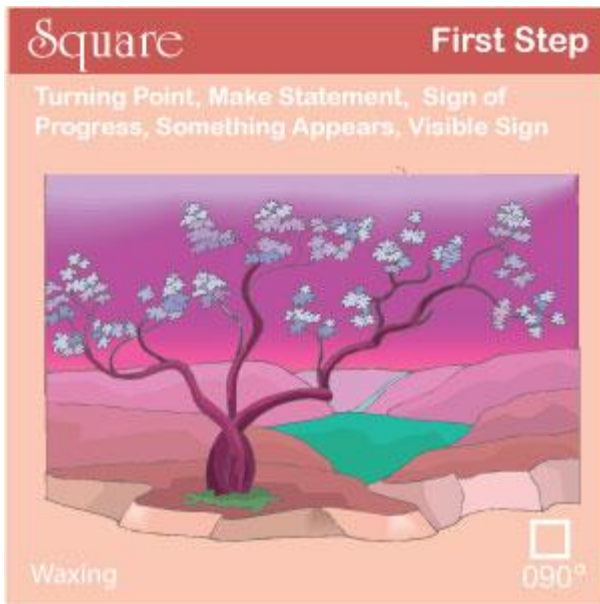 Square
First Step
Turning Point, Make Statement, Sign of
Progress, Something Appears, Visible Sign
Waxing
090°